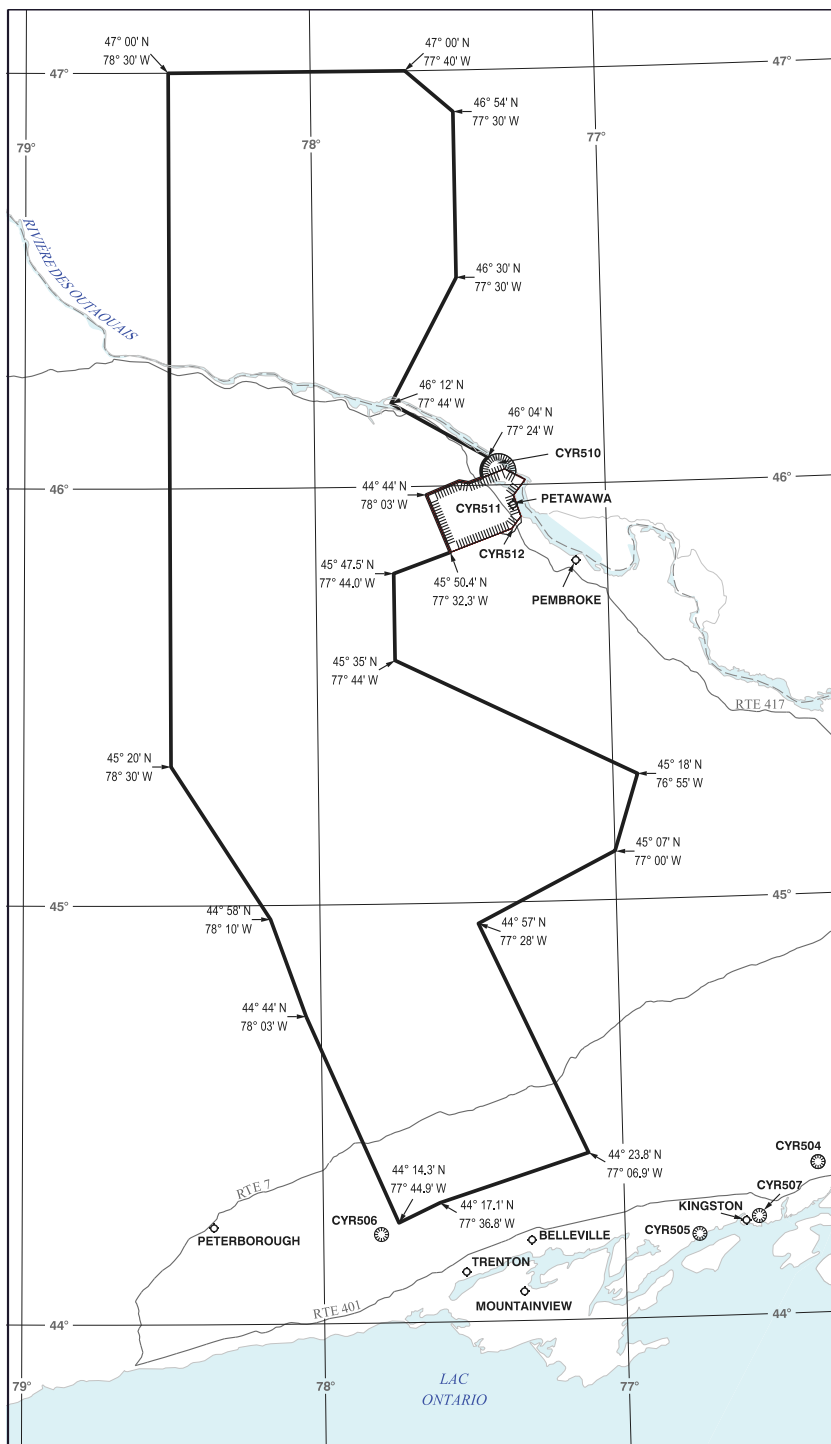 47° 00' N
78° 30' W
47° 00' N
77° 40' W
47°
47°
46° 54' N
77° 30' W
79°
78°
77°
RIVIÈRE DES OUTAOUAIS
46° 30' N
77° 30' W
46° 12' N
77° 44' W
46° 04' N
77° 24' W
CYR510
44° 44' N
78° 03' W
46°
46°
CYR511
PETAWAWA
CYR512
45° 47.5' N
77° 44.0' W
45° 50.4' N
77° 32.3' W
PEMBROKE
45° 35' N
77° 44' W
RTE 417
45° 20' N
78° 30' W
45° 18' N
76° 55' W
45° 07' N
77° 00' W
45°
45°
44° 58' N
78° 10' W
44° 57' N
77° 28' W
44° 44' N
78° 03' W
CYR504
44° 23.8' N
77° 06.9' W
44° 14.3' N
77° 44.9' W
RTE 7
CYR507
44° 17.1' N
77° 36.8' W
KINGSTON
CYR506
CYR505
PETERBOROUGH
BELLEVILLE
TRENTON
MOUNTAINVIEW
RTE 401
44°
44°
LAC
ONTARIO
79°
78°
77°